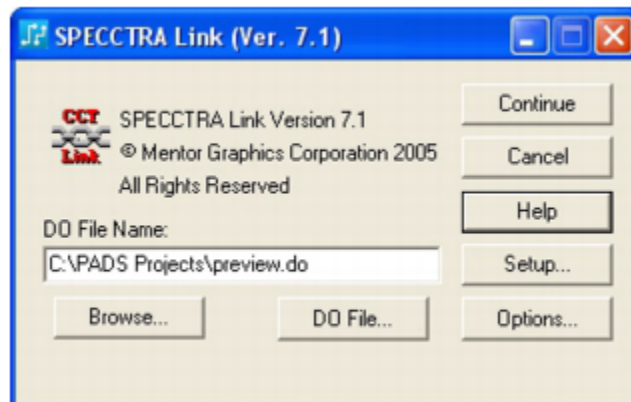 SPECCTRA Link (Ver. 7.1)
CCT
Link
SPECCTRA Link Version 7.1
© Mentor Graphics Corporation 2005
All Rights Reserved
DO File Name:
C:\PADS Projects\preview.do
Browse...
DO File...
Continue
Cancel
Help
Setup...
Options...